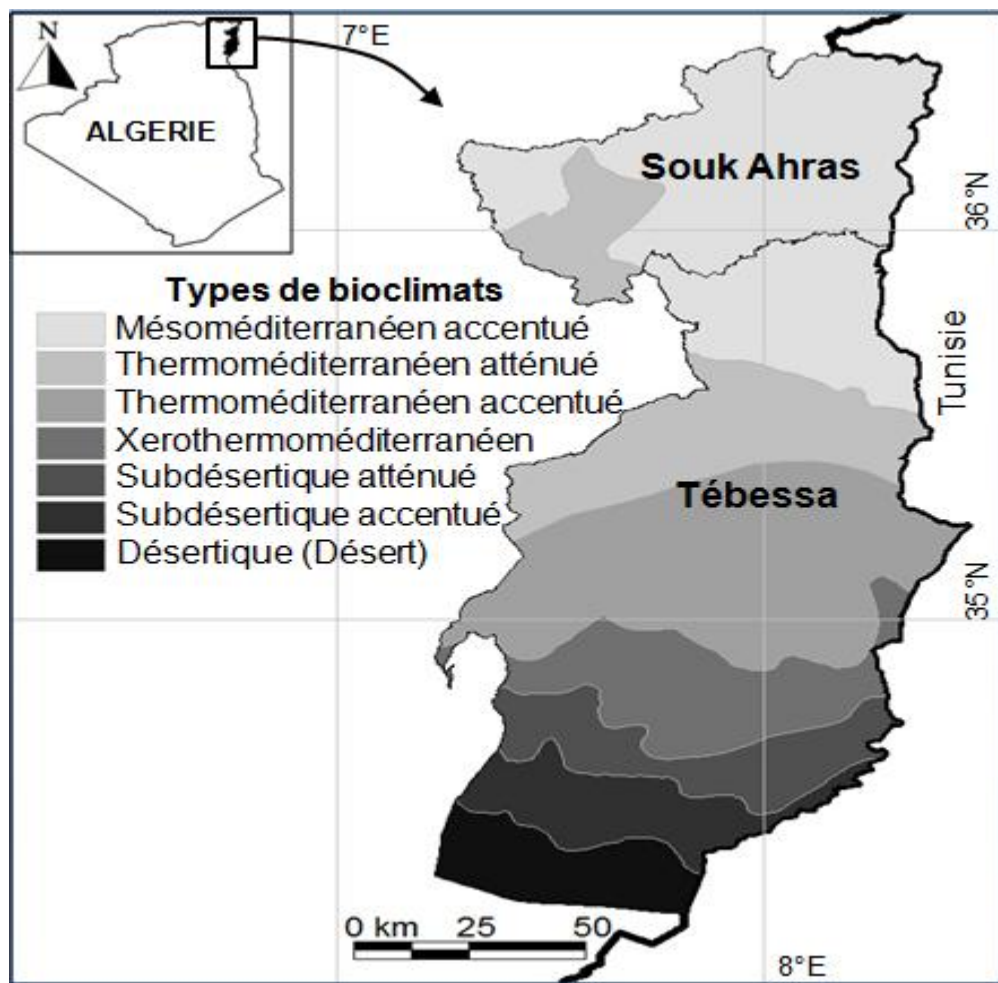 N
7°E
ALGERIE
Souk Ahras
36°N
Types de bioclimats
Mésoméditerranéen accentué
Thermoméditerranéen atténué
Thermoméditerranéen accentué
Xerothermoméditerranéen
Subdésertique atténué
Subdésertique accentué
Désertique (Désert)
Tunisie
Tébessa
35°N
0 km 25 50
8°E